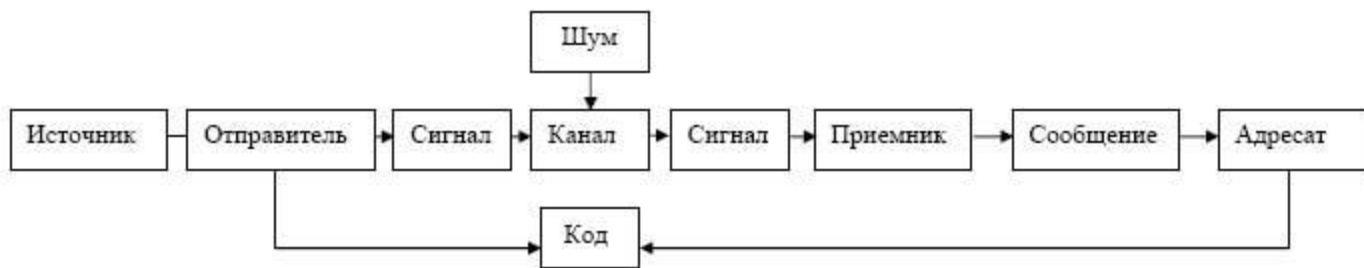 Шум
Источник
Отправитель
Сигнал
Канал
Сигнал
Приемник
Сообщение
Адресат
Код